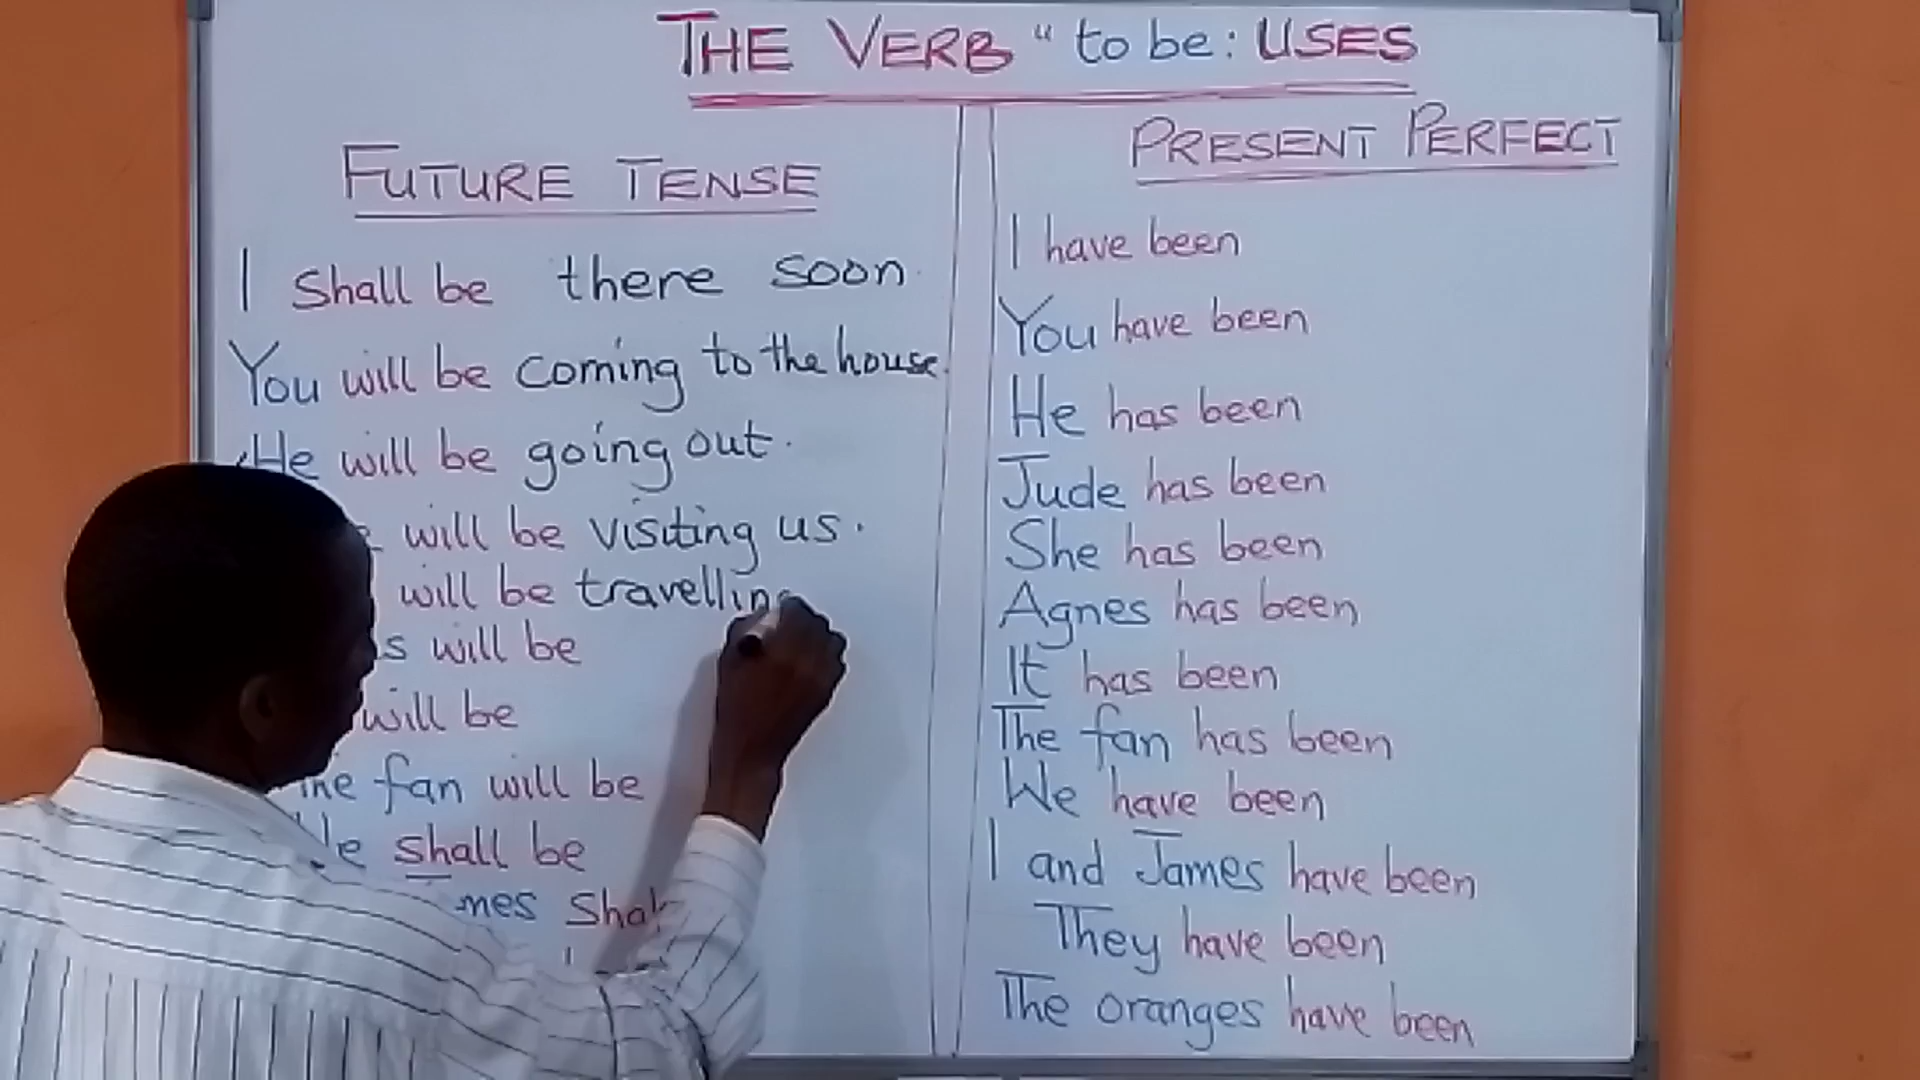 THE VERB " to be: USES
FUTURE TENSE
I shall be there soon.
You will be coming to the house.
He will be going out.
will be visiting us.
will be travelling
will be
will be
fan will be
shall be
PRESENT PERFECT
I have been
You have been
He has been
Jude has been
She has been
Agnes has been
It has been
The fan has been
We have been
I and James have been
They have been
The oranges have been